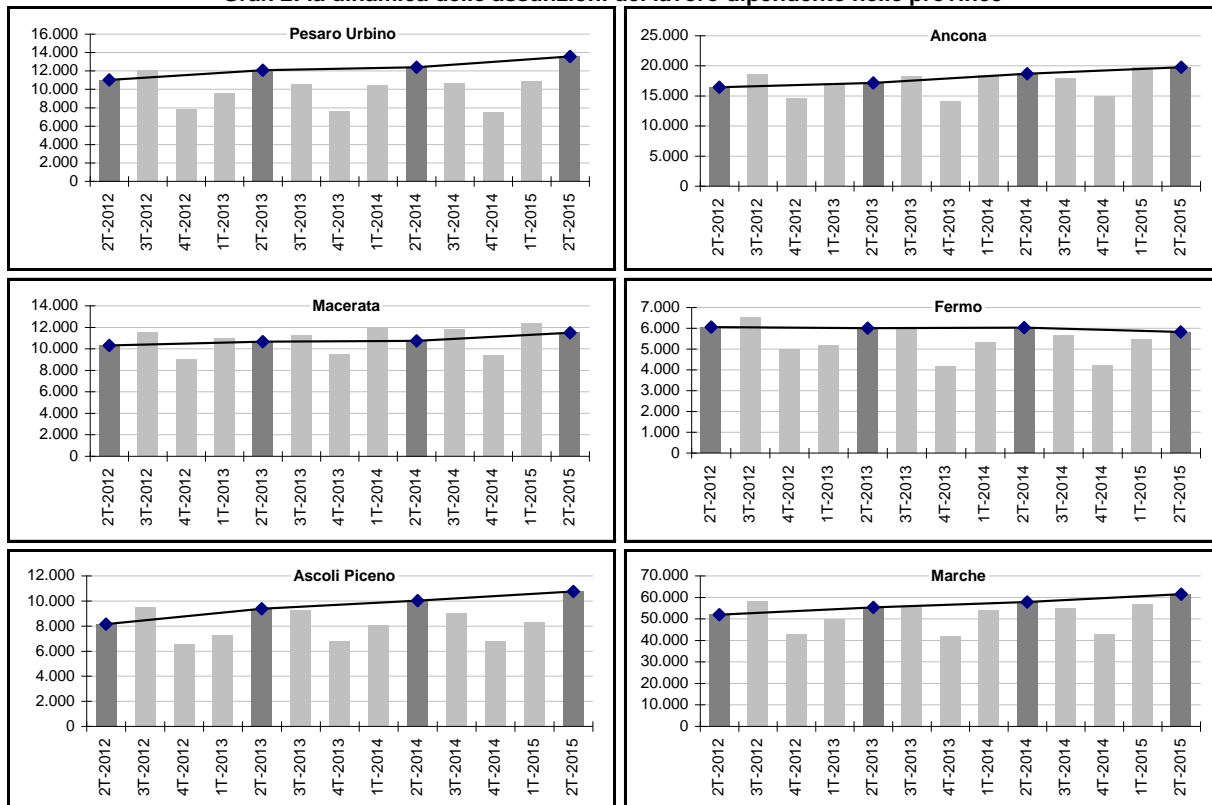 Graf. 2: la dinamica delle assunzioni del lavoro dipendente nelle province
Pesaro Urbino
16.000
14.000
12.000
10.000
8.000
6.000
4.000
2.000
0
2T-2012
3T-2012
4T-2012
1T-2013
2T-2013
3T-2013
4T-2013
1T-2014
2T-2014
3T-2014
4T-2014
1T-2015
2T-2015
Ancona
25.000
20.000
15.000
10.000
5.000
0
2T-2012
3T-2012
4T-2012
1T-2013
2T-2013
3T-2013
4T-2013
1T-2014
2T-2014
3T-2014
4T-2014
1T-2015
2T-2015
Macerata
14.000
12.000
10.000
8.000
6.000
4.000
2.000
0
2T-2012
3T-2012
4T-2012
1T-2013
2T-2013
3T-2013
4T-2013
1T-2014
2T-2014
3T-2014
4T-2014
1T-2015
2T-2015
Fermo
7.000
6.000
5.000
4.000
3.000
2.000
1.000
0
2T-2012
3T-2012
4T-2012
1T-2013
2T-2013
3T-2013
4T-2013
1T-2014
2T-2014
3T-2014
4T-2014
1T-2015
2T-2015
Ascoli Piceno
12.000
10.000
8.000
6.000
4.000
2.000
0
2T-2012
3T-2012
4T-2012
1T-2013
2T-2013
3T-2013
4T-2013
1T-2014
2T-2014
3T-2014
4T-2014
1T-2015
2T-2015
Marche
70.000
60.000
50.000
40.000
30.000
20.000
10.000
0
2T-2012
3T-2012
4T-2012
1T-2013
2T-2013
3T-2013
4T-2013
1T-2014
2T-2014
3T-2014
4T-2014
1T-2015
2T-2015